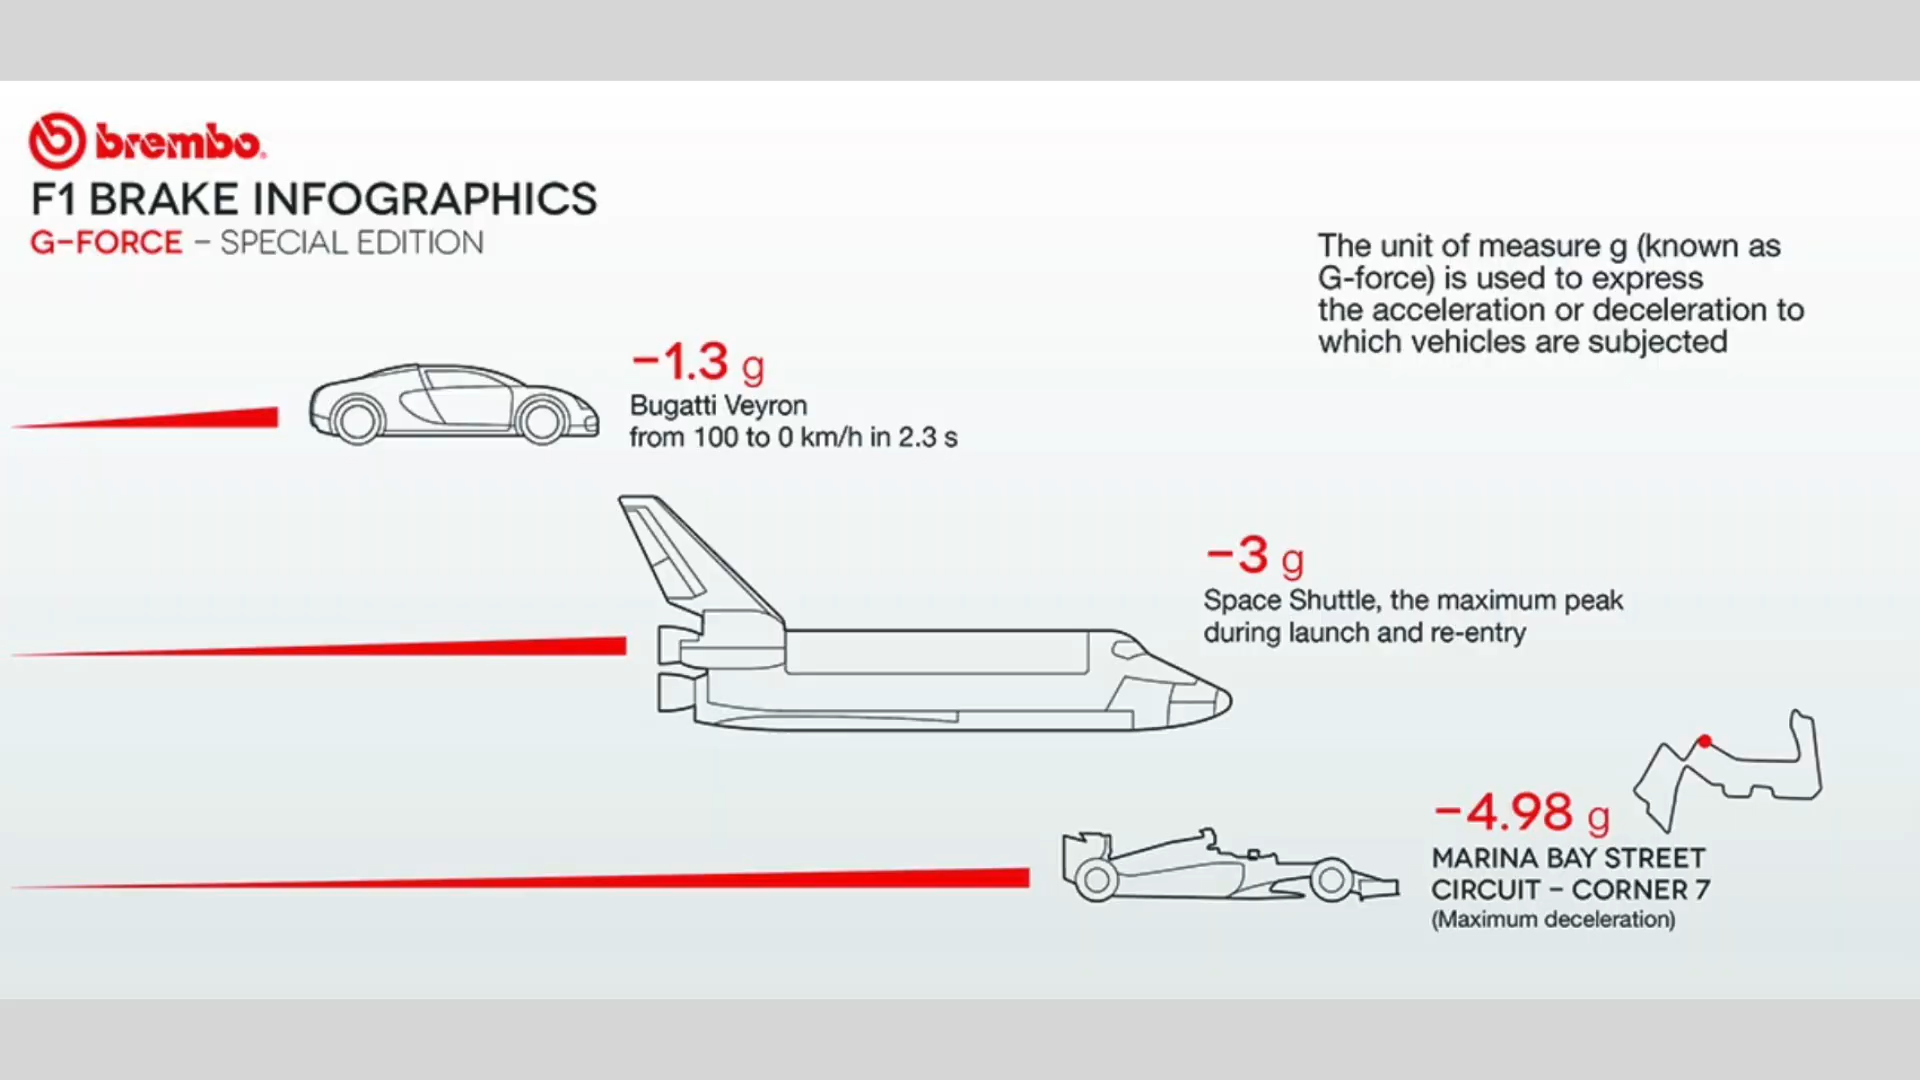 brembo
F1 BRAKE INFOGRAPHICS
G-FORCE - SPECIAL EDITION
The unit of measure g (known as
G-force) is used to express
the acceleration or deceleration to
which vehicles are subjected
-1.3 g
Bugatti Veyron
from 100 to 0 km/h in 2.3 s
-3 g
Space Shuttle, the maximum peak
during launch and re-entry
-4.98 g
MARINA BAY STREET
CIRCUIT - CORNER 7
(Maximum deceleration)